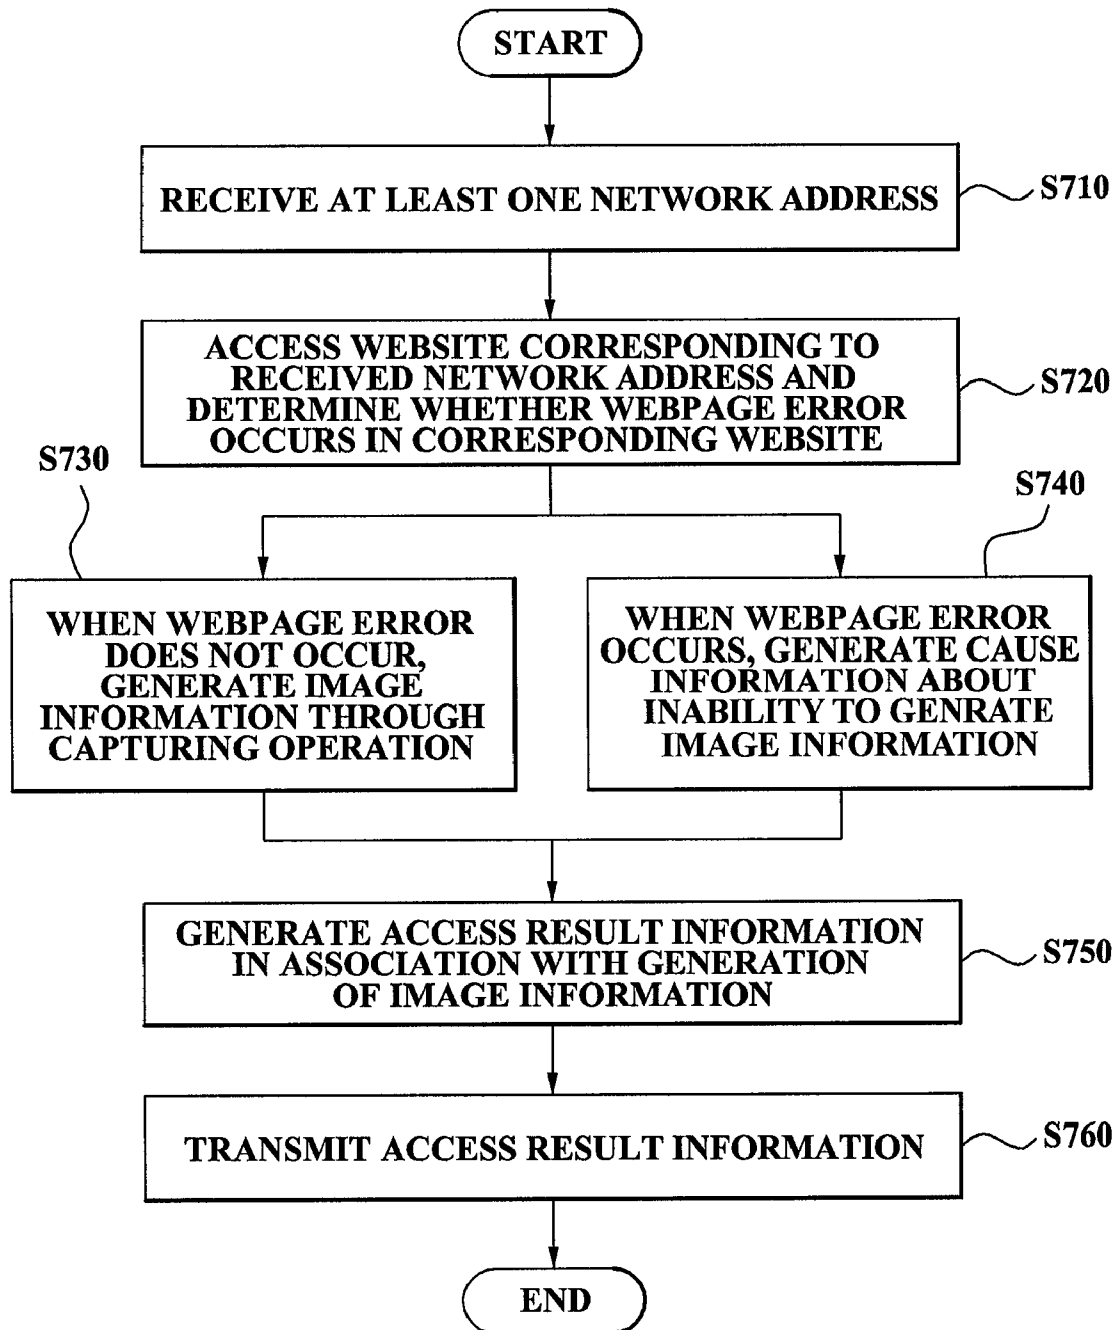 START
RECEIVE AT LEAST ONE NETWORK ADDRESS
S710
ACCESS WEBSITE CORRESPONDING TO
RECEIVED NETWORK ADDRESS AND
DETERMINE WHETHER WEBPAGE ERROR
OCCURS IN CORRESPONDING WEBSITE
S720
S730
WHEN WEBPAGE ERROR
DOES NOT OCCUR,
GENERATE IMAGE
INFORMATION THROUGH
CAPTURING OPERATION
S740
WHEN WEBPAGE ERROR
OCCURS, GENERATE CAUSE
INFORMATION ABOUT
INABILITY TO GENRATE
IMAGE INFORMATION
GENERATE ACCESS RESULT INFORMATION
IN ASSOCIATION WITH GENERATION
OF IMAGE INFORMATION
S750
TRANSMIT ACCESS RESULT INFORMATION
S760
END